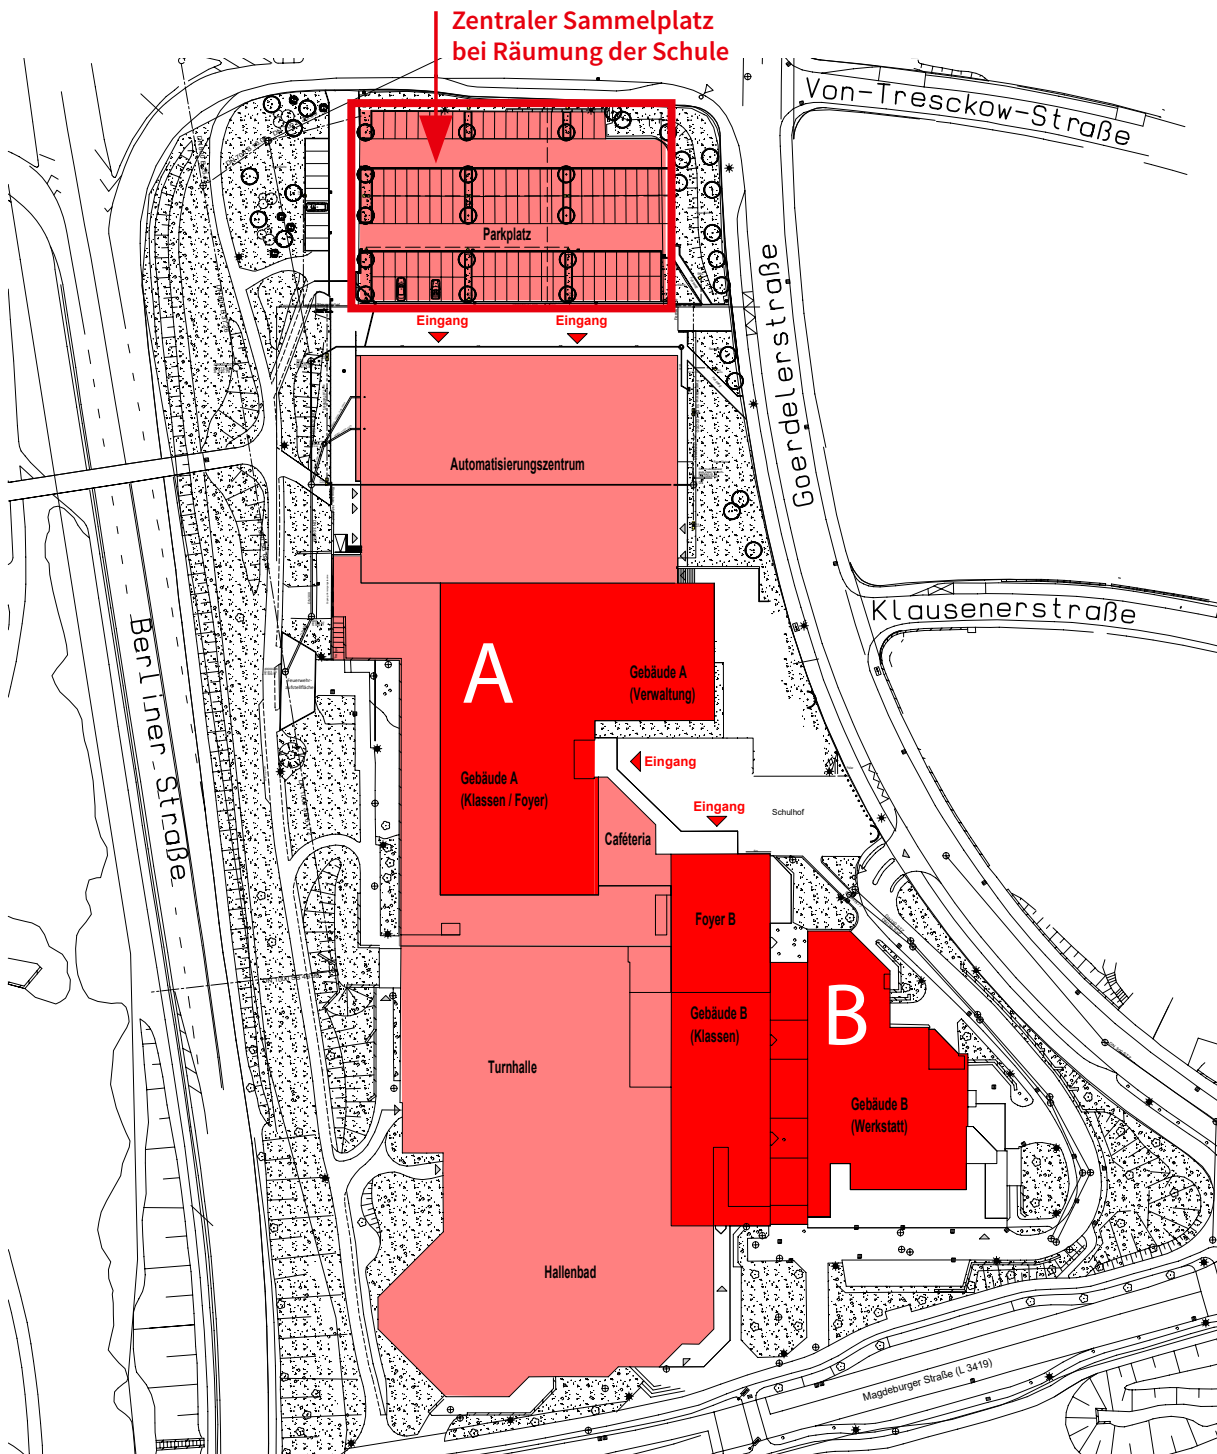 Zentraler Sammelplatz
bei Räumung der Schule
Von-Tresckow-Straße
Parkplatz
Eingang
Eingang
Goerdelerstraße
Automatisierungszentrum
Klausenerstraße
Berliner Straße
A
Gebäude A
(Verwaltung)
Eingang
Gebäude A
(Klassen / Foyer)
Eingang
Schulhof
Caféteria
Foyer B
B
Gebäude B
(Klassen)
Turnhalle
Gebäude B
(Werkstatt)
Hallenbad
Magdeburger Straße (L 3419)